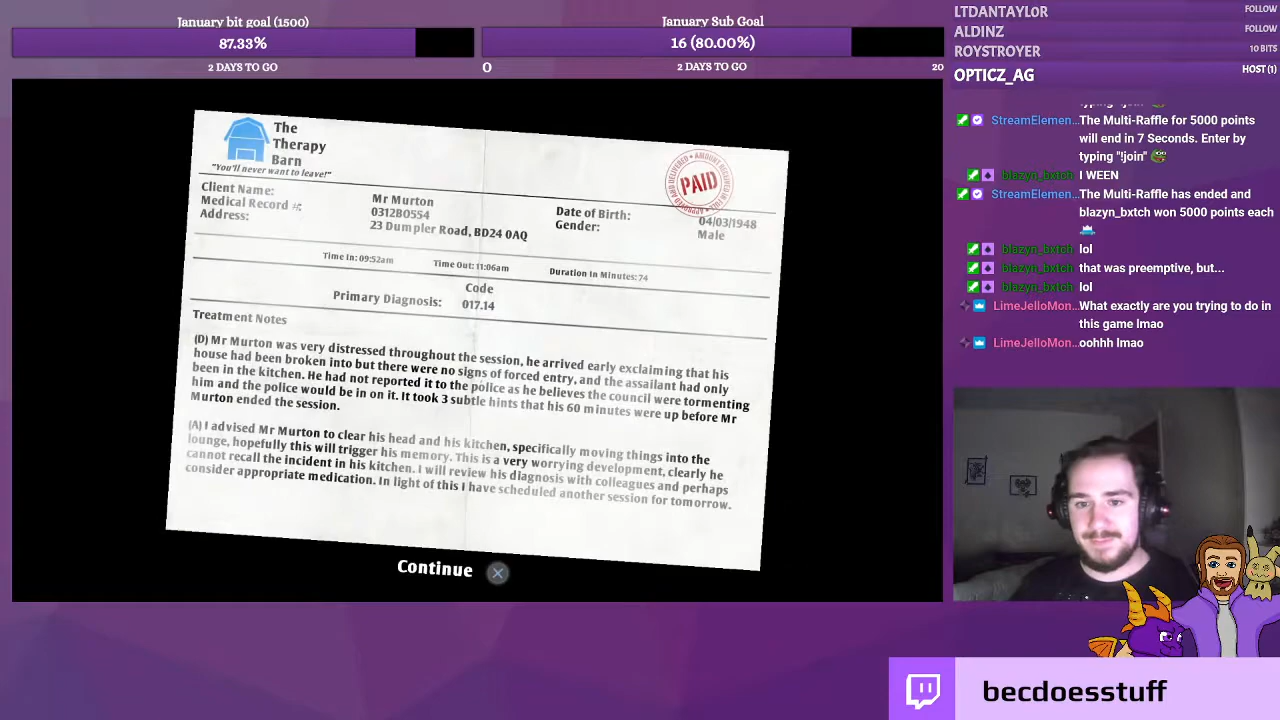 January bit goal (1500)
87.33%
2 DAYS TO GO
January Sub Goal
16 (80.00%)
0
2 DAYS TO GO
20
LTDANTAYL0R
FOLLOW
ALDINZ
FOLLOW
ROYSTROYER
10 BITS
OPTICZ_AG
HOST (1)
StreamElemen... The Multi-Raffle for 5000 points
will end in 7 Seconds. Enter by
typing "!join"
blazyn_bxtch I WEEN
StreamElemen... The Multi-Raffle has ended and
blazyn_bxtch won 5000 points each
blazyn_bxtch lol
blazyn_bxtch that was preemptive, but...
blazyn_bxtch lol
LimeJelloMon... What exactly are you trying to do in
this game lmao
LimeJelloMon... oohhh lmao
The
Therapy
Barn
"You'll never want to leave!"
PAID
Client Name:
Mr Murton
Medical Record #:
0312BO554
Address:
23 Dumpler Road, BD24 0AQ
Date of Birth:
04/03/1948
Gender:
Male
Time In: 09:52am
Time Out: 11:06am
Duration In Minutes: 74
Code
Primary Diagnosis:
017.14
Treatment Notes
(D) Mr Murton was very distressed throughout the session, he arrived early exclaiming that his
house had been broken into but there were no signs of forced entry, and the assailant had only
been in the kitchen. He had not reported it to the police as he believes the council were tormenting
him and the police would be in on it. It took 3 subtle hints that his 60 minutes were up before Mr
Murton ended the session.
(A) I advised Mr Murton to clear his head and his kitchen, specifically moving things into the
lounge, hopefully this will trigger his memory. This is a very worrying development, clearly he
cannot recall the incident in his kitchen. I will review his diagnosis with colleagues and perhaps
consider appropriate medication. In light of this I have scheduled another session for tomorrow.
Continue
becdoesstuff